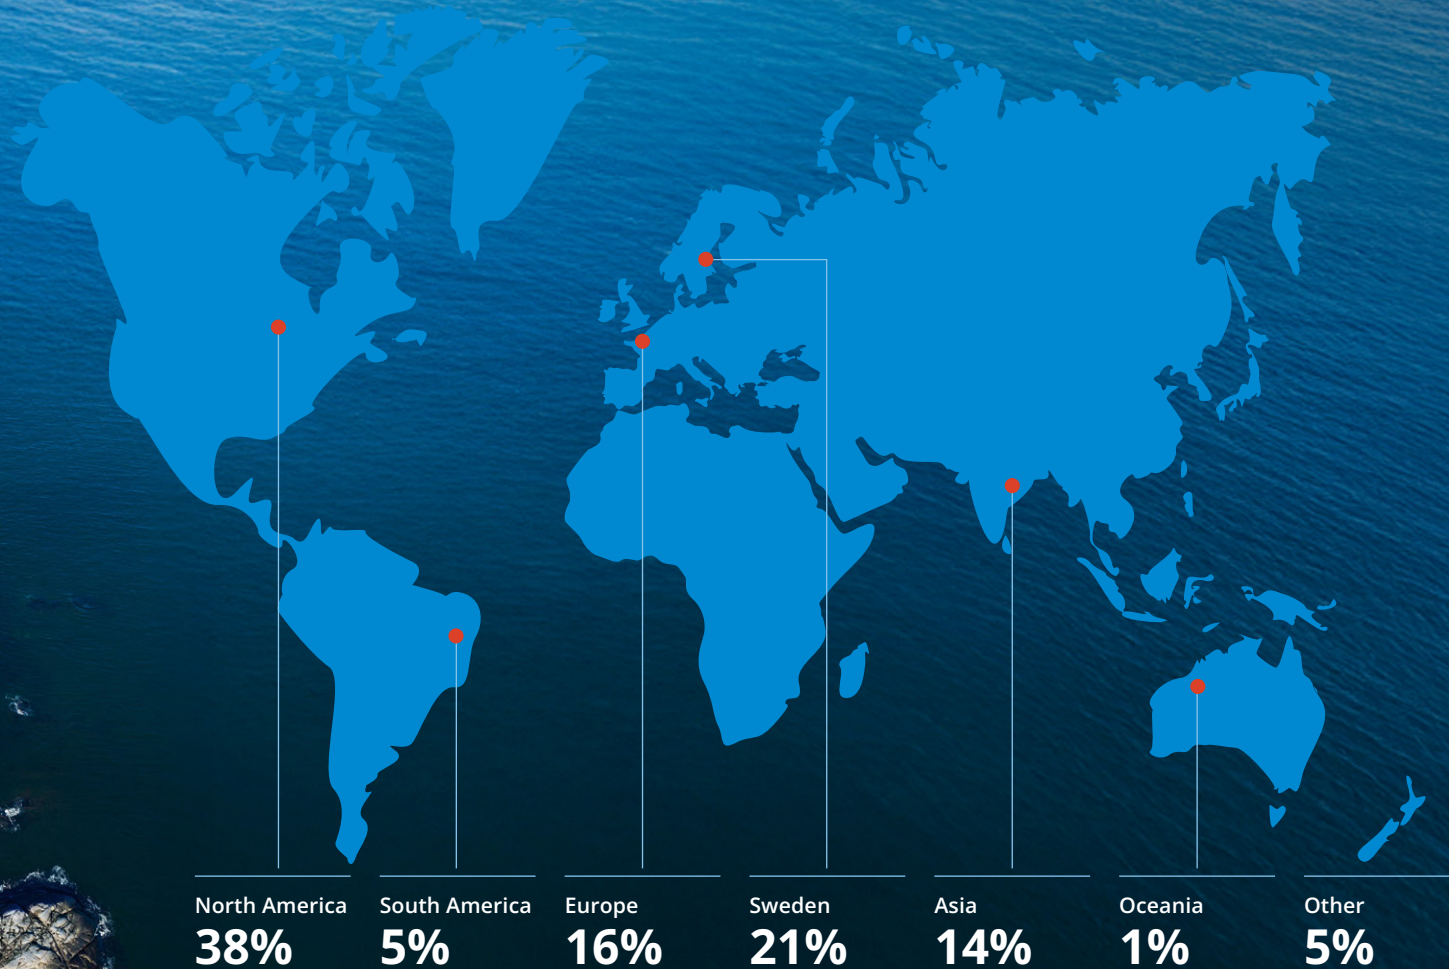 North America
38%
South America
5%
Europe
16%
Sweden
21%
Asia
14%
Oceania
1%
Other
5%